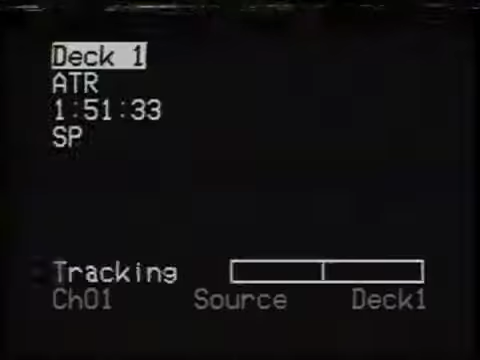 Deck 1
ATR
1:51:33
SP
Tracking
Ch01 Source Deck1